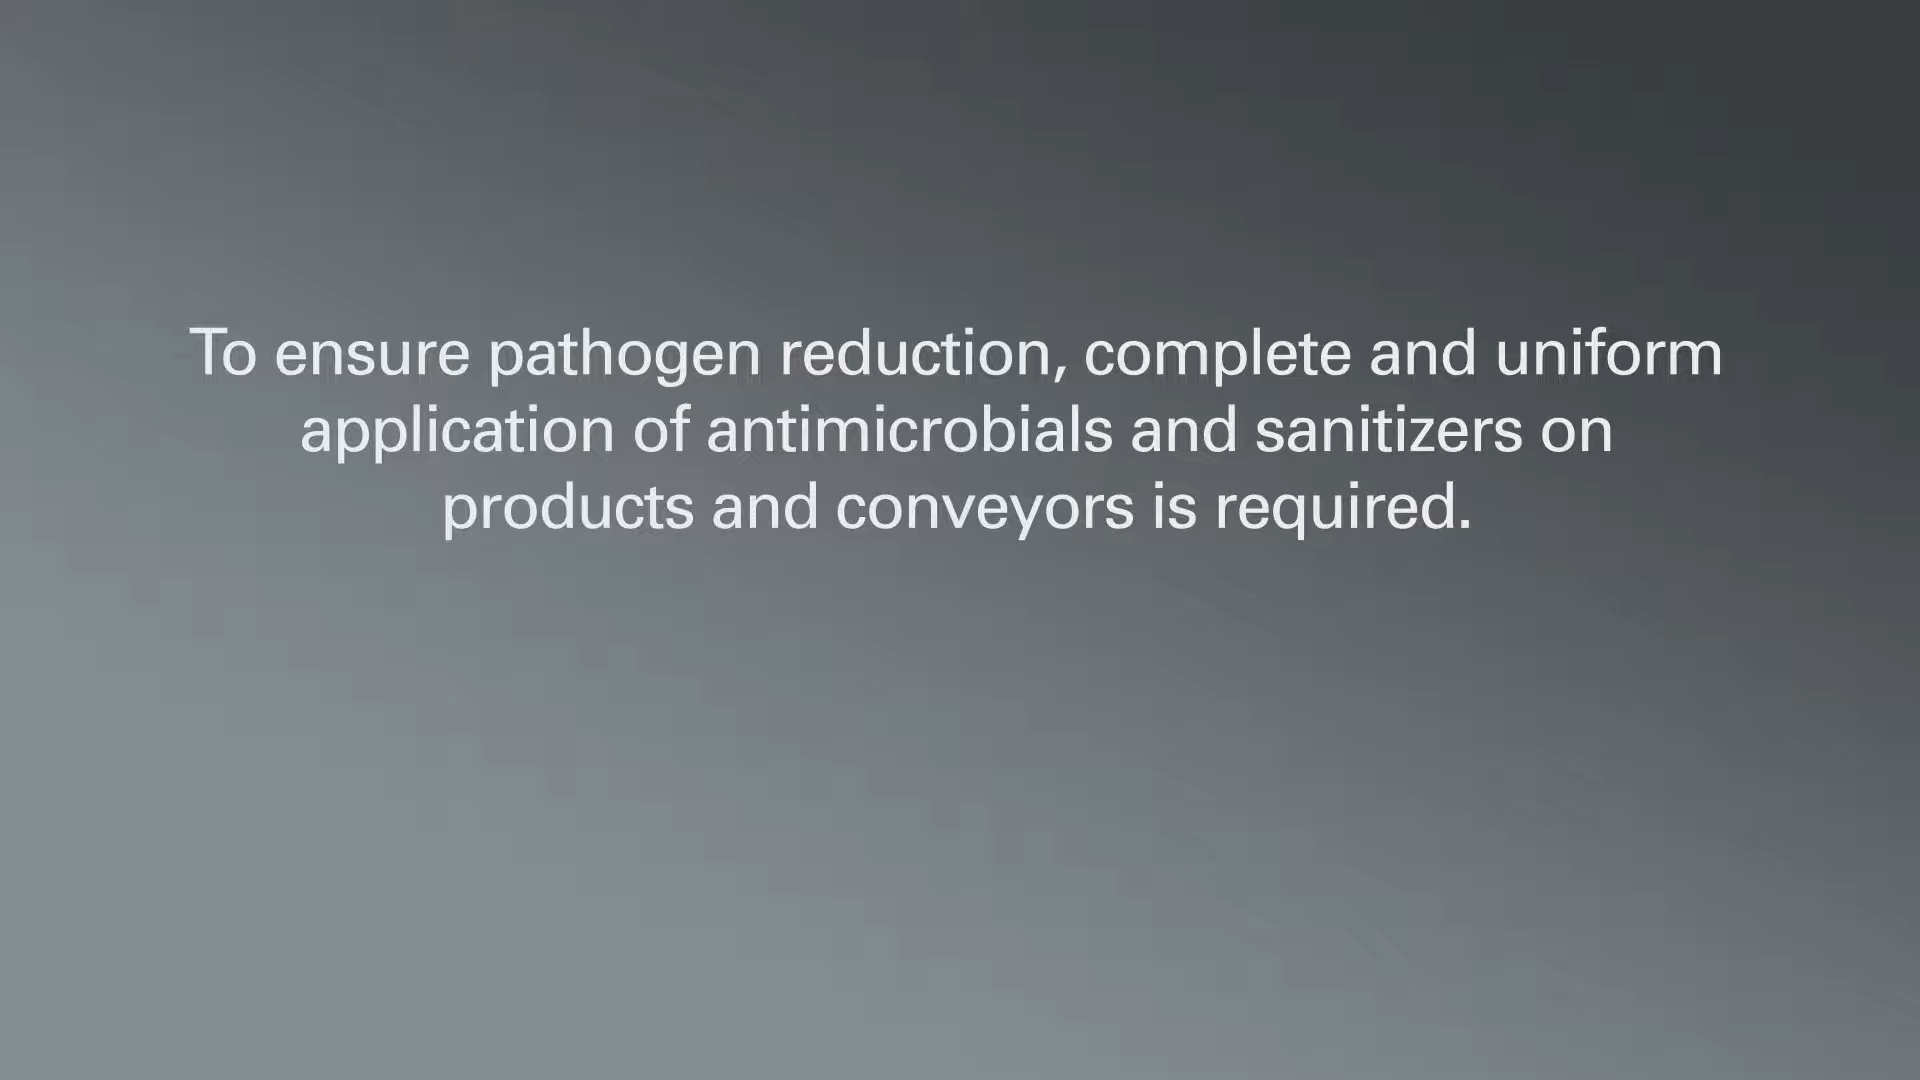 To ensure pathogen reduction, complete and uniform
application of antimicrobials and sanitizers on
products and conveyors is required.